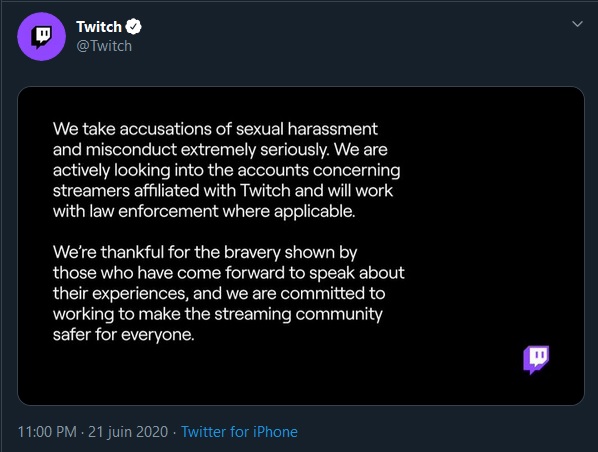 Twitch
@Twitch
We take accusations of sexual harassment
and misconduct extremely seriously. We are
actively looking into the accounts concerning
streamers affiliated with Twitch and will work
with law enforcement where applicable.
We’re thankful for the bravery shown by
those who have come forward to speak about
their experiences, and we are committed to
working to make the streaming community
safer for everyone.
11:00 PM · 21 juin 2020 · Twitter for iPhone